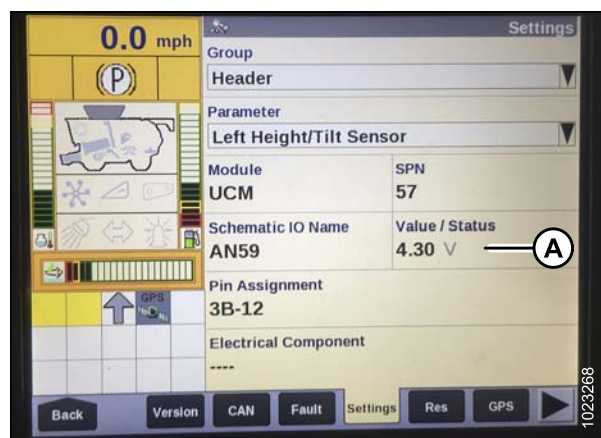 0.0 mph
Settings
(P)
Group
Header
Parameter
Left Height/Tilt Sensor
Module
SPN
UCM
57
Schematic IO Name
Value / Status
AN59
4.30 V
A
Pin Assignment
3B-12
GPS
Electrical Component
----
Back
Version
CAN
Fault
Settings
Res
GPS
1023268